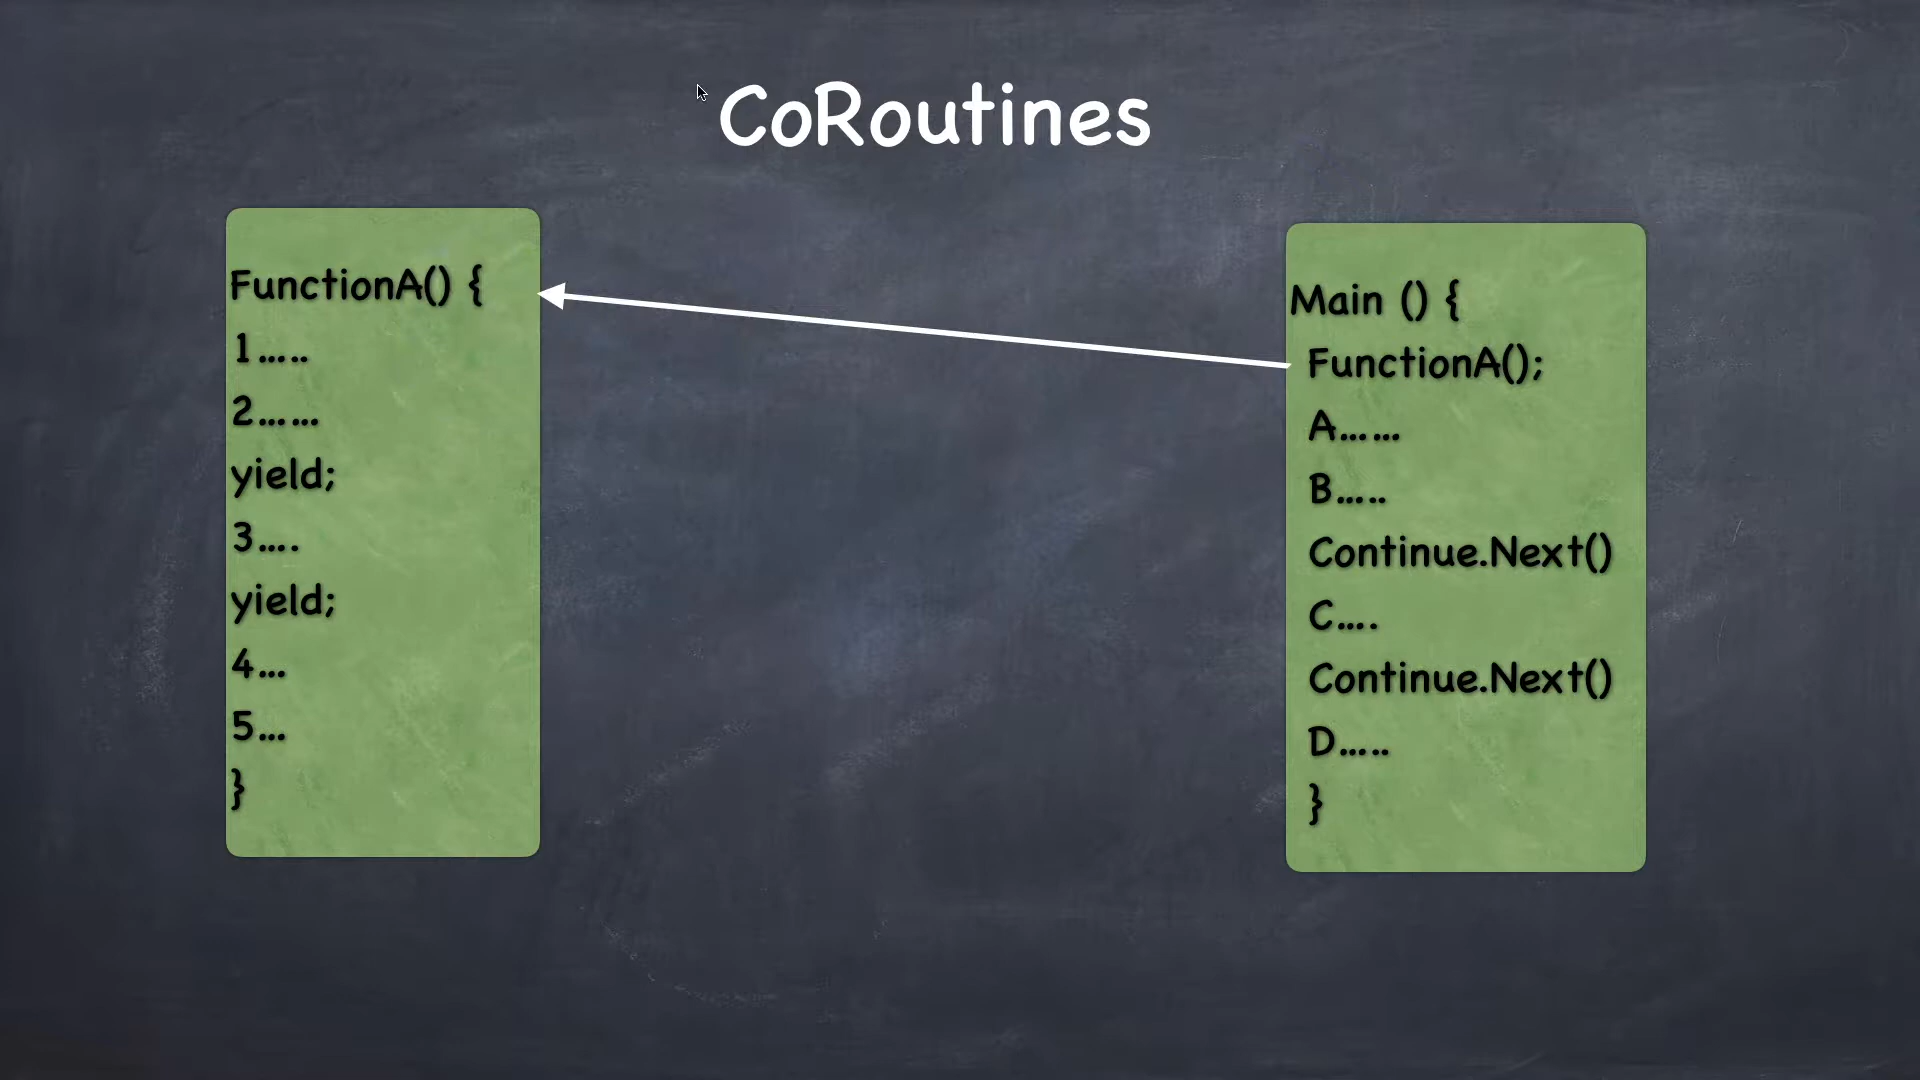 CoRoutines
FunctionA() {
1.....
2......
yield;
3....
yield;
4...
5...
}
Main () {
FunctionA();
A......
B.....
Continue.Next()
C....
Continue.Next()
D.....
}